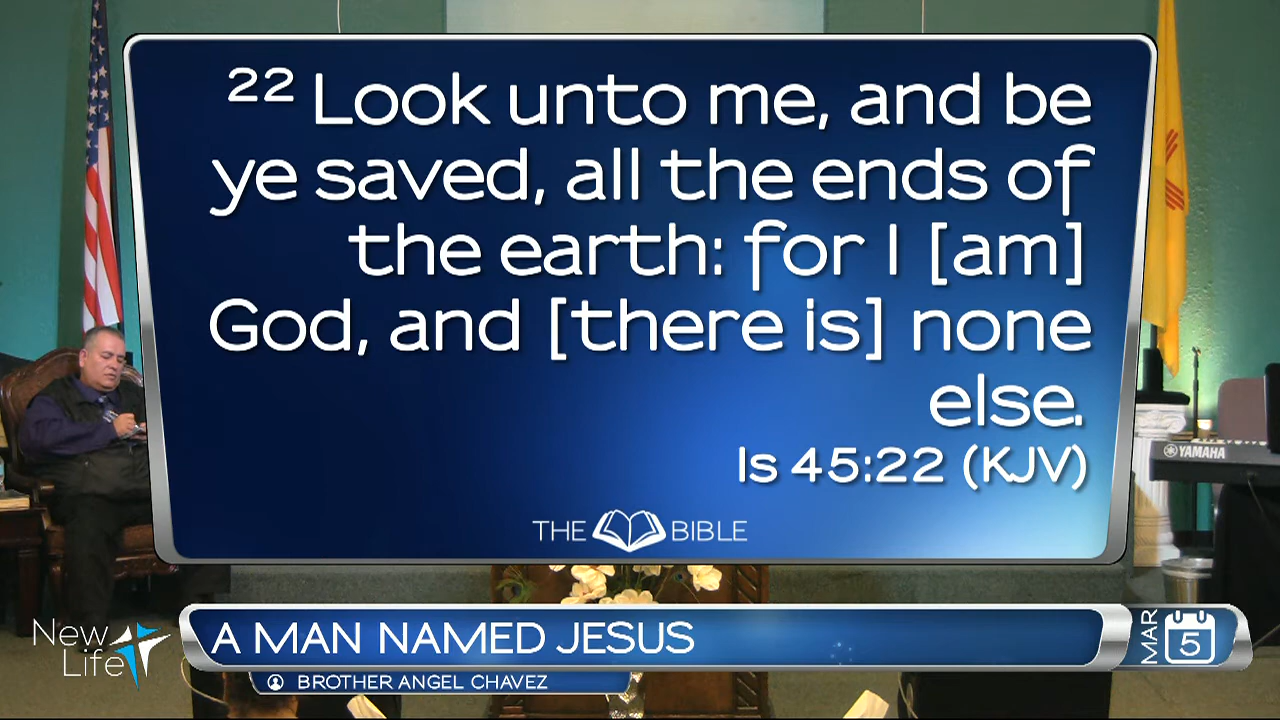 22 Look unto me, and be
ye saved, all the ends of
the earth: for I [am]
God, and [there is] none
else.
Is 45:22 (KJV)
THE BIBLE
YAMAHA
New
Life
A MAN NAMED JESUS
MAR
5
BROTHER ANGEL CHAVEZ